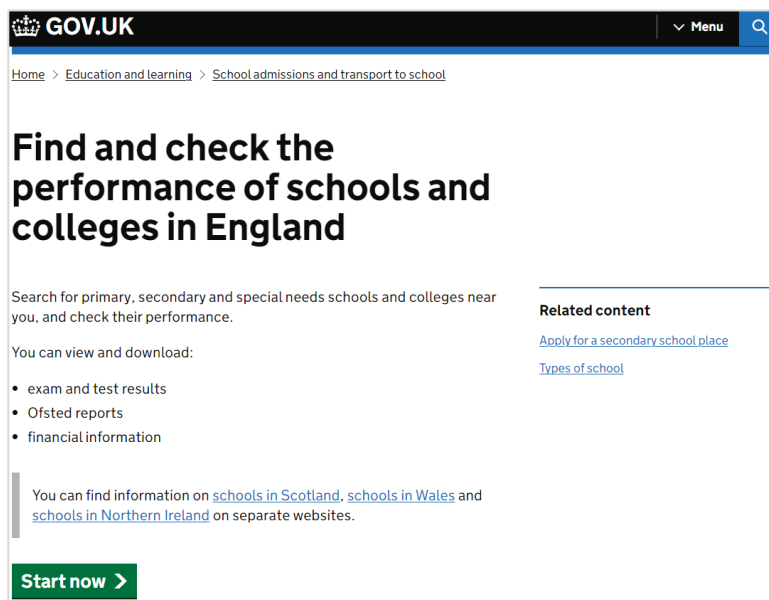 GOV.UK
Menu
Home > Education and learning > School admissions and transport to school
Find and check the
performance of schools and
colleges in England
Search for primary, secondary and special needs schools and colleges near
you, and check their performance.
You can view and download:
• exam and test results
• Ofsted reports
• financial information
You can find information on schools in Scotland, schools in Wales and
schools in Northern Ireland on separate websites.
Start now
Related content
Apply for a secondary school place
Types of school